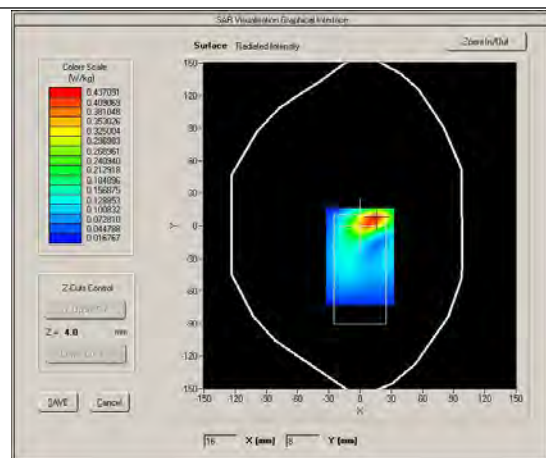 SAR Visualisation Graphical Interface
Surface Radiated Intensity
Zoom In/Out
Colors Scale
(W/kg)
0.437091
0.409069
0.381048
0.353026
0.325004
0.296983
0.268961
0.240940
0.212918
0.184896
0.156875
0.128853
0.100832
0.072810
0.044788
0.016767
150
120
90
60
30
0
-30
-60
-90
-120
-150
Y
-150 -120 -90 -60 -30 0 30 60 90 120 150
X
Z-Cuts Control
Z = 4.0 mm
SAVE Cancel
16 X (mm) 8 Y (mm)